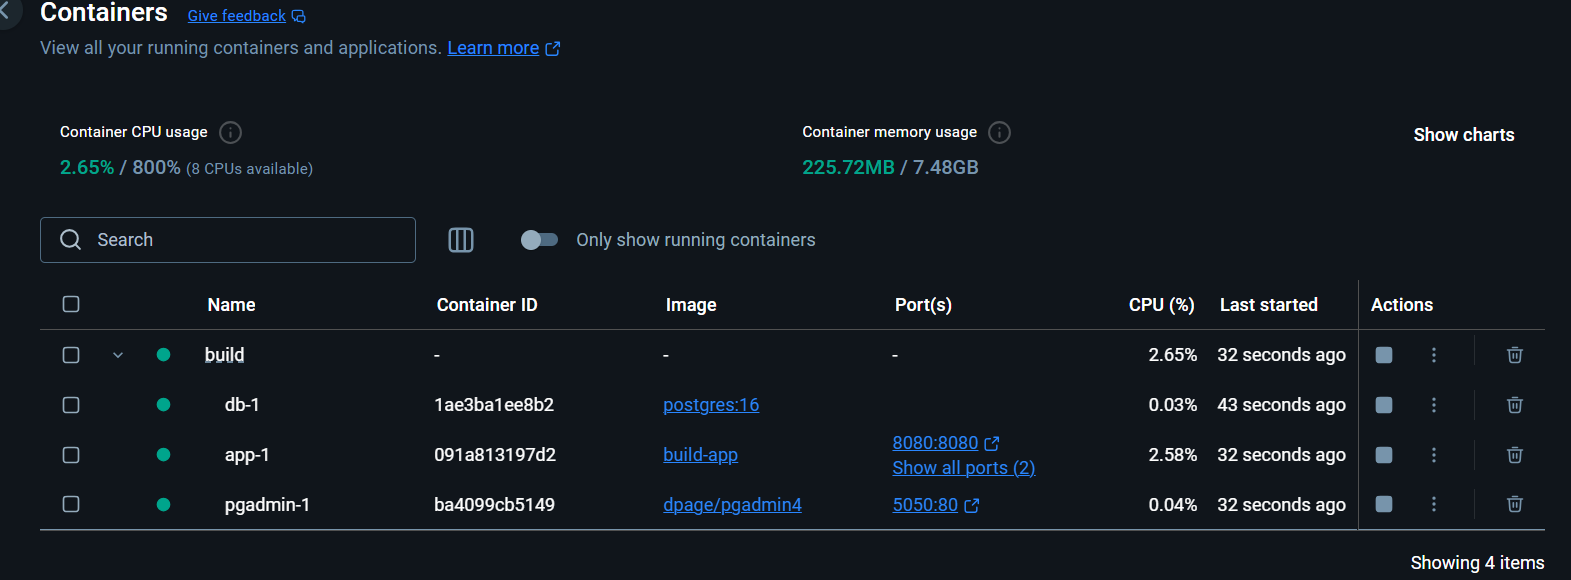 Containers Give feedback
View all your running containers and applications. Learn more
Container CPU usage Container memory usage Show charts
2.65% / 800% (8 CPUs available) 225.72MB / 7.48GB
Search Only show running containers
Name Container ID Image Port(s) CPU (%) Last started Actions
build - - - 2.65% 32 seconds ago
db-1 1ae3ba1ee8b2 postgres:16 0.03% 43 seconds ago
app-1 091a813197d2 build-app 8080:8080 2.58% 32 seconds ago
Show all ports (2)
pgadmin-1 ba4099cb5149 dpage/pgadmin4 5050:80 0.04% 32 seconds ago
Showing 4 items